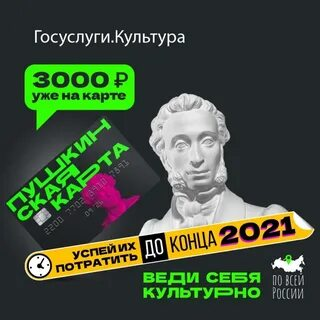 Госуслуги.Культура
3000 ₽
уже на карте
ПУШКИН
СКАЯ
КАРТА
УСПЕЙ ИХ
ПОТРАТИТЬ
ДО КОНЦА 2021
ВЕДИ СЕБЯ
КУЛЬТУРНО
ПО ВСЕЙ
РОССИИ